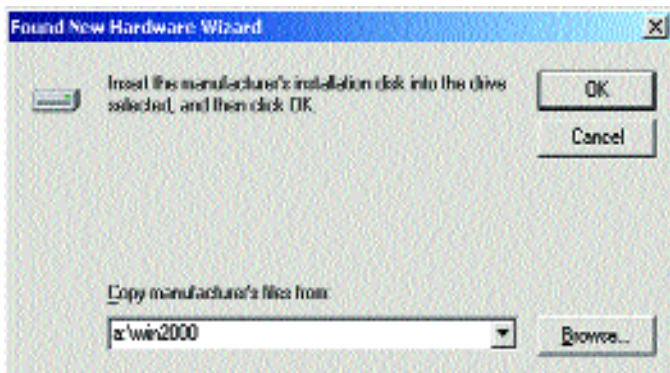 Found New Hardware Wizard
Insert the manufacturer's installation disk into the drive
selected, and then click OK.
OK
Cancel
Copy manufacturer's files from:
a:\win2000
Browse...